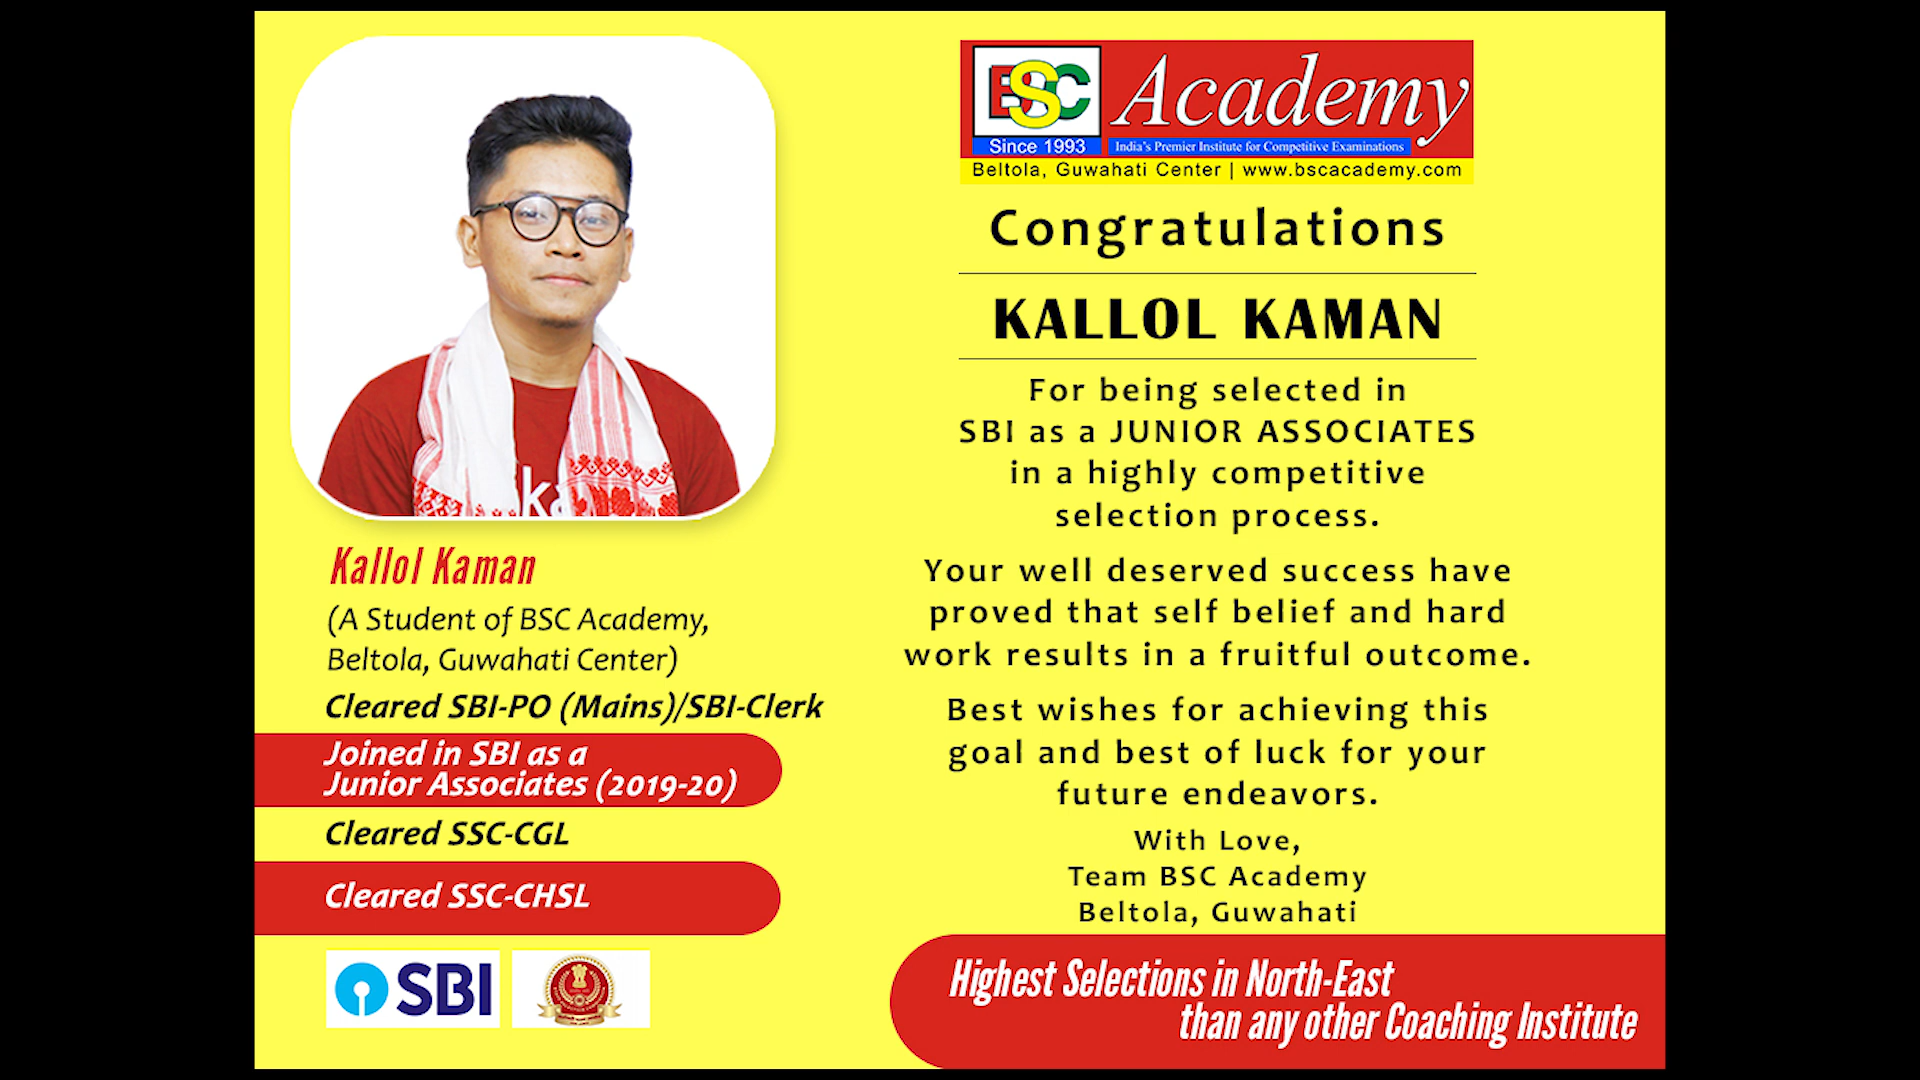 Kallol Kaman
(A Student of BSC Academy,
Beltola, Guwahati Center)
Cleared SBI-PO (Mains)/SBI-Clerk
Joined in SBI as a
Junior Associates (2019-20)
Cleared SSC-CGL
Cleared SSC-CHSL
SBI
BSC Academy
Since 1993 India's Premier Institute for Competitive Examinations
Beltola, Guwahati Center | www.bscacademy.com
Congratulations
KALLOL KAMAN
For being selected in
SBI as a JUNIOR ASSOCIATES
in a highly competitive
selection process.
Your well deserved success have
proved that self belief and hard
work results in a fruitful outcome.
Best wishes for achieving this
goal and best of luck for your
future endeavors.
With Love,
Team BSC Academy
Beltola, Guwahati
Highest Selections in North-East
than any other Coaching Institute